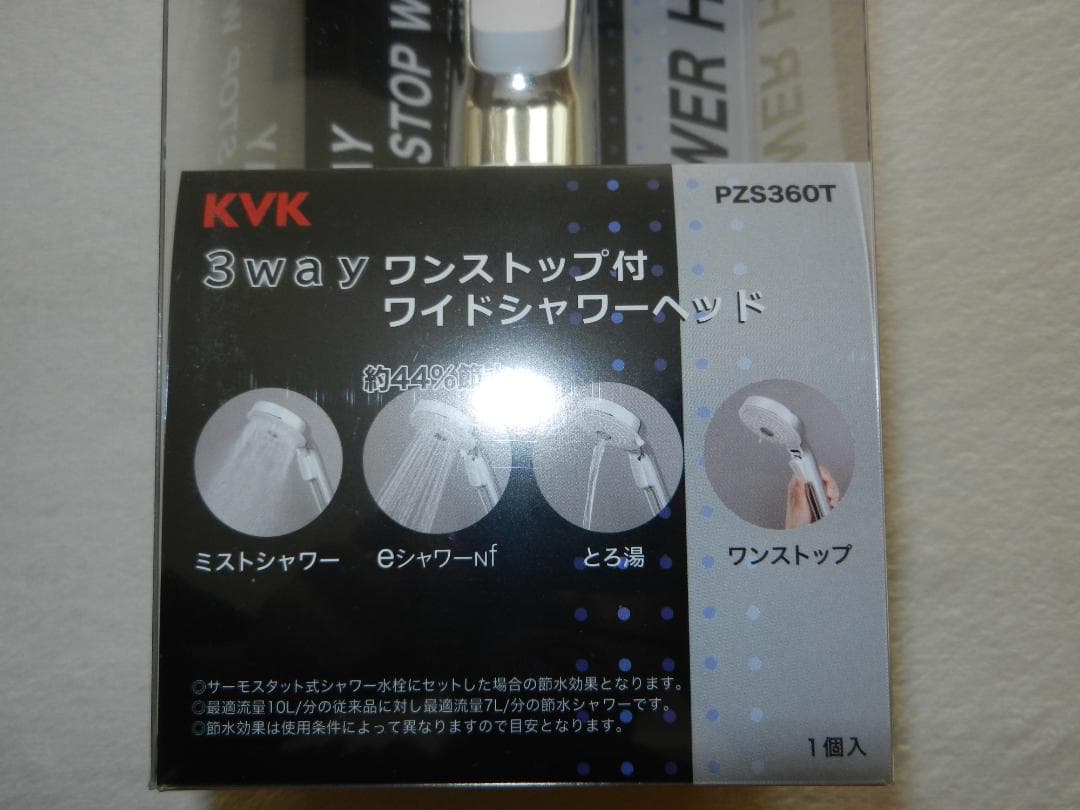 STOP W
WER H
KVK
PZS360T
3way ワンストップ付
ワイドシャワーヘッド
約44%節
ミストシャワー
eシャワーNf
とろ湯
ワンストップ
◎サーモスタット式シャワー水栓にセットした場合の節水効果となります。
◎最適流量10L/分の従来品に対し最適流量7L/分の節水シャワーです。
◎節水効果は使用条件によって異なりますので目安となります。
1個入